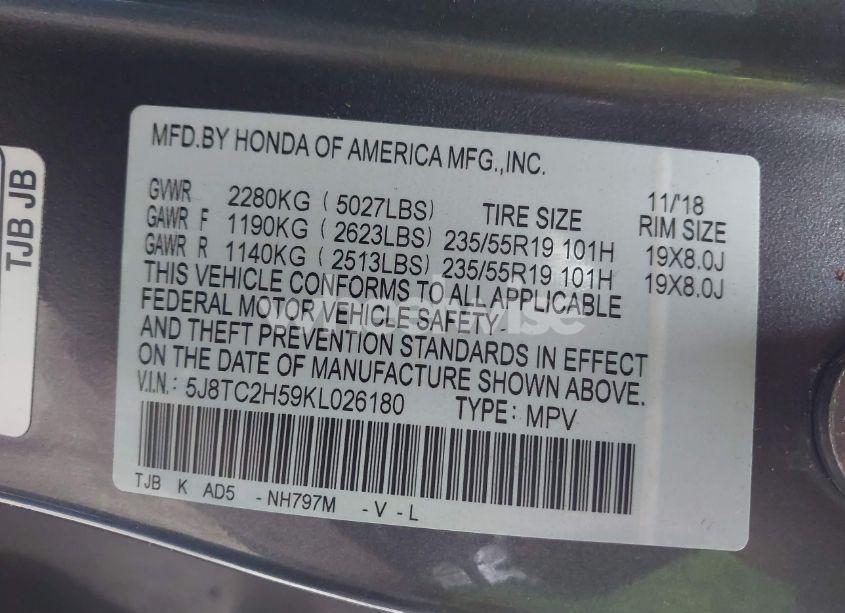 TJB JB
MFD.BY HONDA OF AMERICA MFG.,INC.
11/'18
GVWR 2280KG ( 5027LBS) TIRE SIZE RIM SIZE
GAWR F 1190KG ( 2623LBS) 235/55R19 101H 19X8.0J
GAWR R 1140KG ( 2513LBS) 235/55R19 101H 19X8.0J
THIS VEHICLE CONFORMS TO ALL APPLICABLE
FEDERAL MOTOR VEHICLE SAFETY
AND THEFT PREVENTION STANDARDS IN EFFECT
ON THE DATE OF MANUFACTURE SHOWN ABOVE.
V.I.N.: 5J8TC2H59KL026180 TYPE: MPV
TJB K AD5 -NH797M -V -L